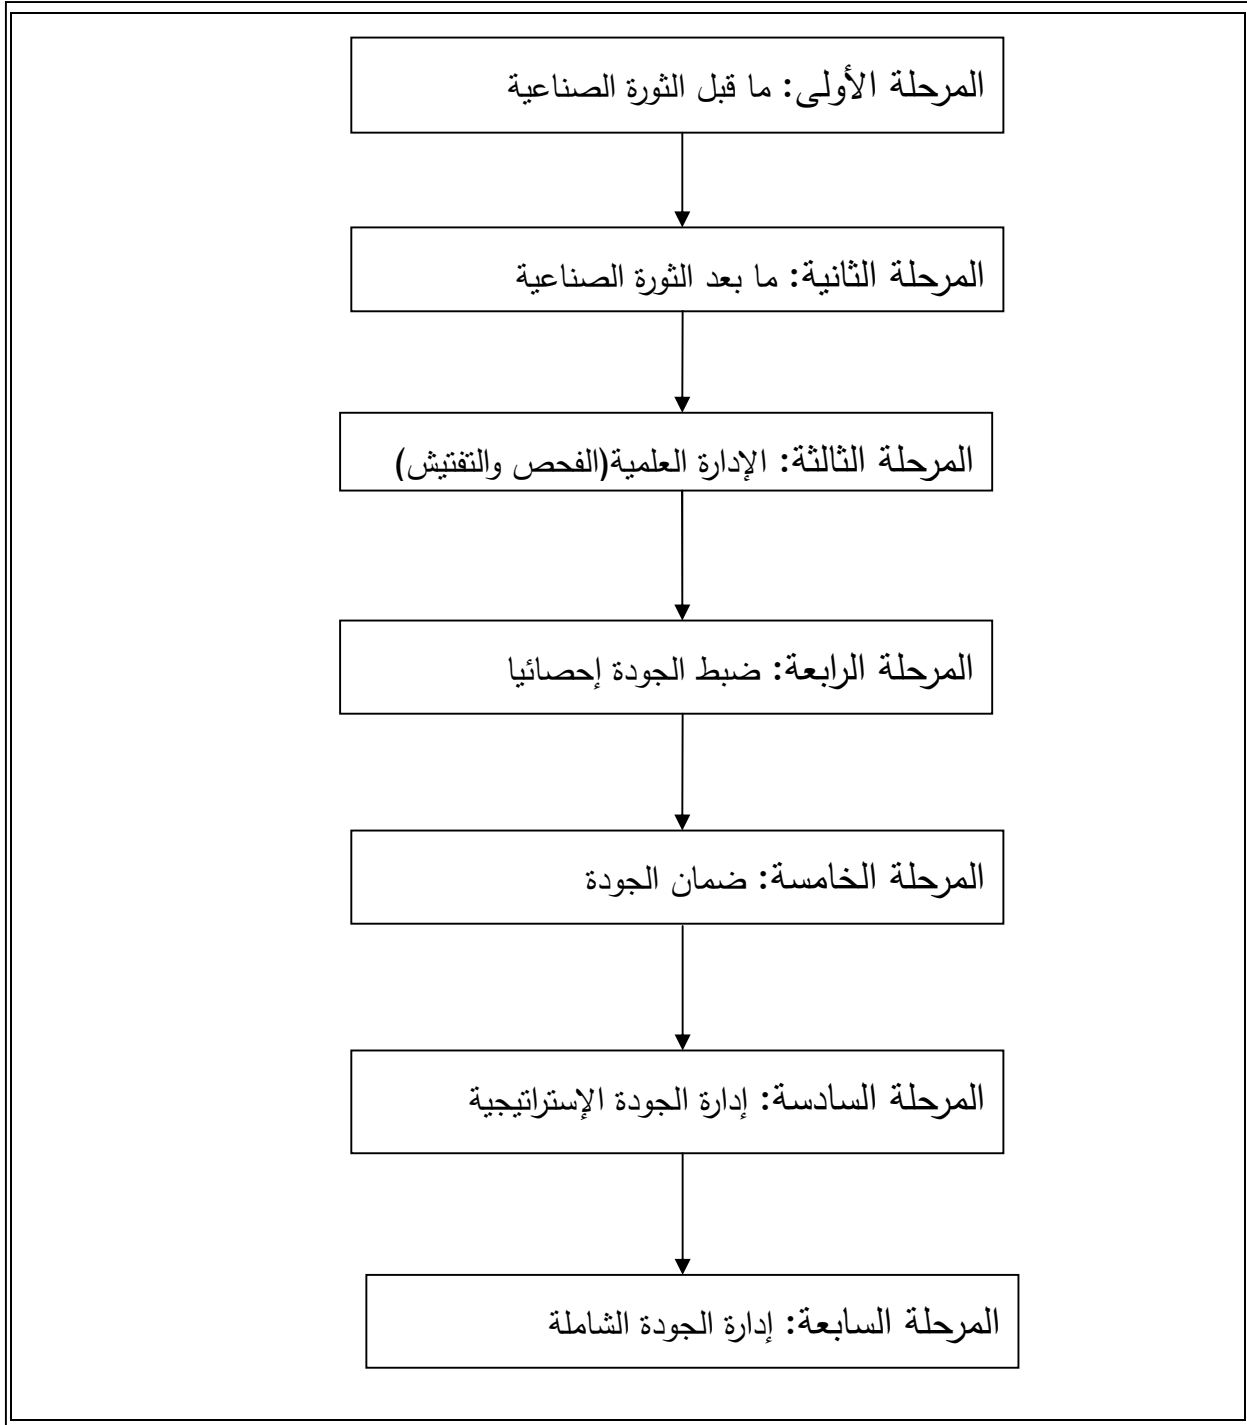 المرحلة الأولى: ما قبل الثورة الصناعية
المرحلة الثانية: ما بعد الثورة الصناعية
المرحلة الثالثة: الإدارة العلمية(الفحص والتفتيش)
المرحلة الرابعة: ضبط الجودة إحصائيا
المرحلة الخامسة: ضمان الجودة
المرحلة السادسة: إدارة الجودة الإستراتيجية
المرحلة السابعة: إدارة الجودة الشاملة